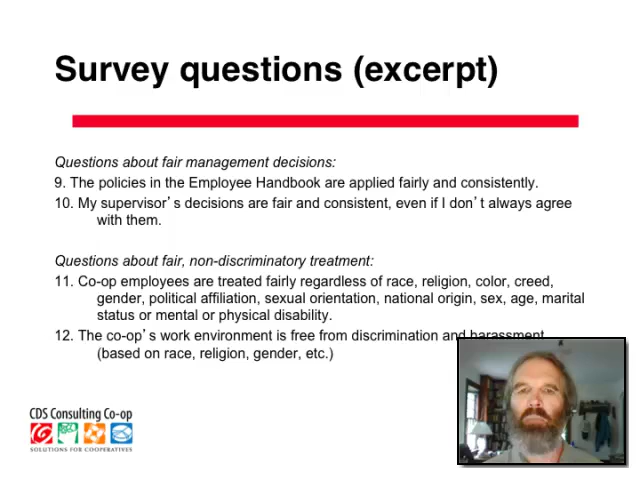 Survey questions (excerpt)
Questions about fair management decisions:
9. The policies in the Employee Handbook are applied fairly and consistently.
10. My supervisor's decisions are fair and consistent, even if I don't always agree
with them.
Questions about fair, non-discriminatory treatment:
11. Co-op employees are treated fairly regardless of race, religion, color, creed,
gender, political affiliation, sexual orientation, national origin, sex, age, marital
status or mental or physical disability.
12. The co-op's work environment is free from discrimination and harassment
(based on race, religion, gender, etc.)
CDS Consulting Co-op
SOLUTIONS FOR COOPERATIVES